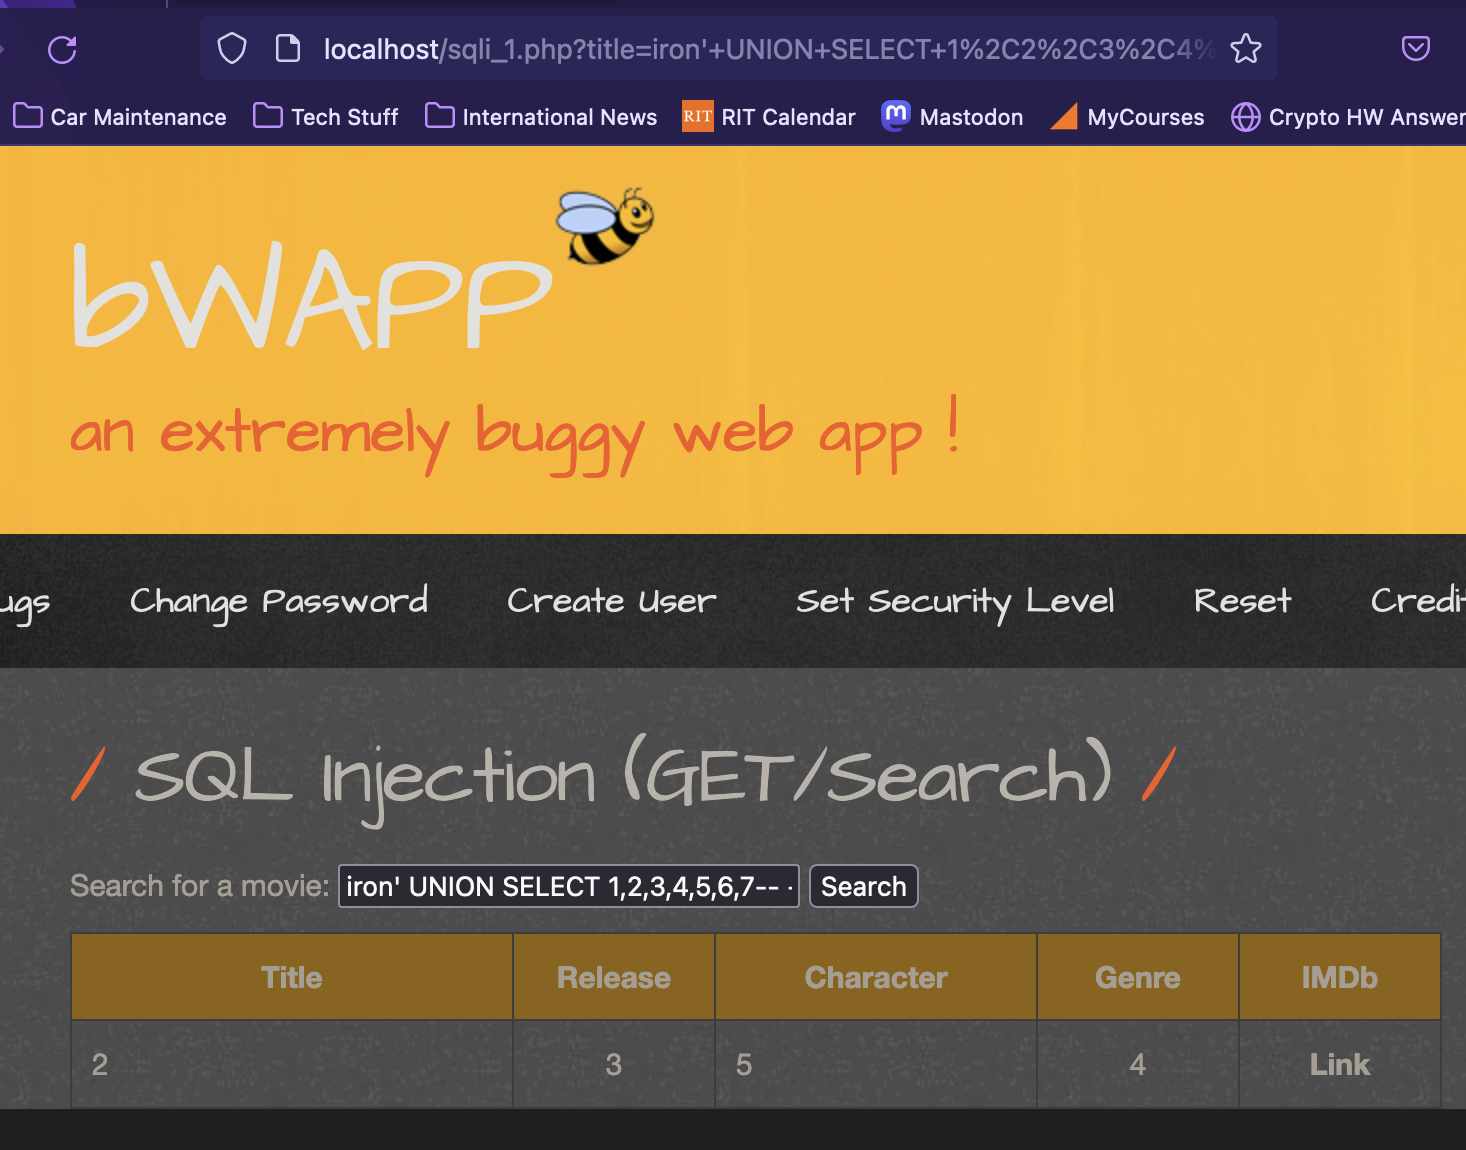 localhost/sqli_1.php?title=iron'+UNION+SELECT+1%2C2%2C3%2C4%
Car Maintenance Tech Stuff International News RIT RIT Calendar Mastodon MyCourses Crypto HW Answer
bWAPP
an extremely buggy web app !
ugs Change Password Create User Set Security Level Reset Credit
/ SQL Injection (GET/Search) /
Search for a movie: iron' UNION SELECT 1,2,3,4,5,6,7-- - Search
Title Release Character Genre IMDb
2 3 5 4 Link